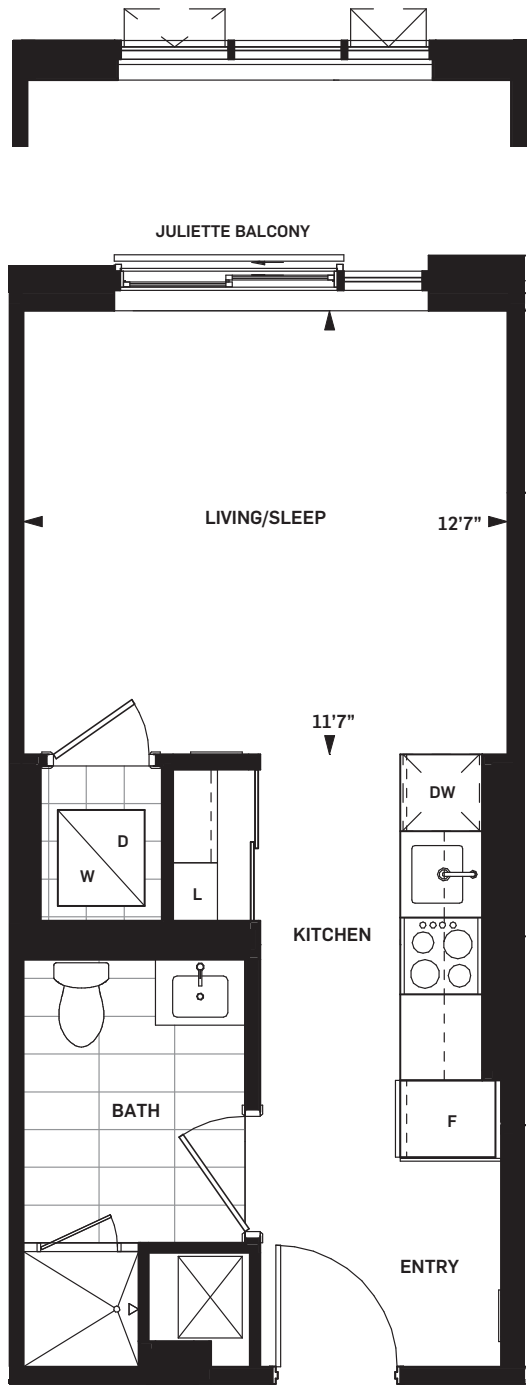 JULIETTE BALCONY
LIVING/SLEEP
12'7"
11'7"
DW
D
W
L
KITCHEN
BATH
F
ENTRY